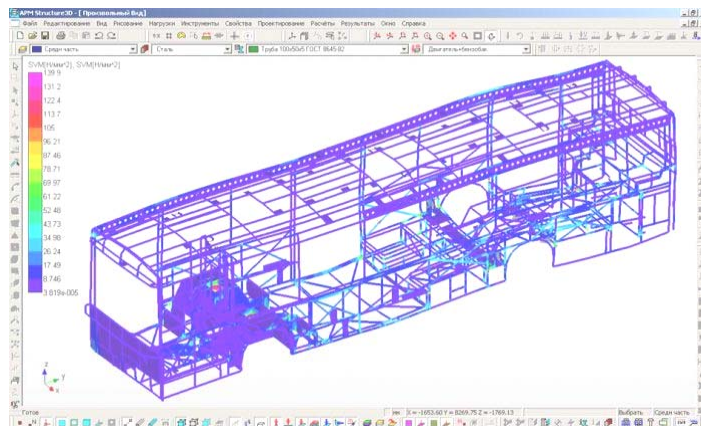 APM Structure3D - [ Произвольный Вид]
Файл Редактирование Вид Рисование Нагрузки Инструменты Свойства Проектирование Расчёты Результаты Окно Справка
Средн часть Сталь Труба 100x50x5 ГОСТ 8645-82 Двигатель+бензобак
SVM[Н/мм^2], SVM[Н/мм^2]
139.9
131.2
122.4
113.7
105
96.21
87.46
78.71
69.97
61.22
52.48
43.73
34.98
26.24
17.49
8.746
3.819e-005
z
y
x
Готов мм X = -1653.60 Y = 8269.75 Z = -1769.13 Выбрать Средн часть